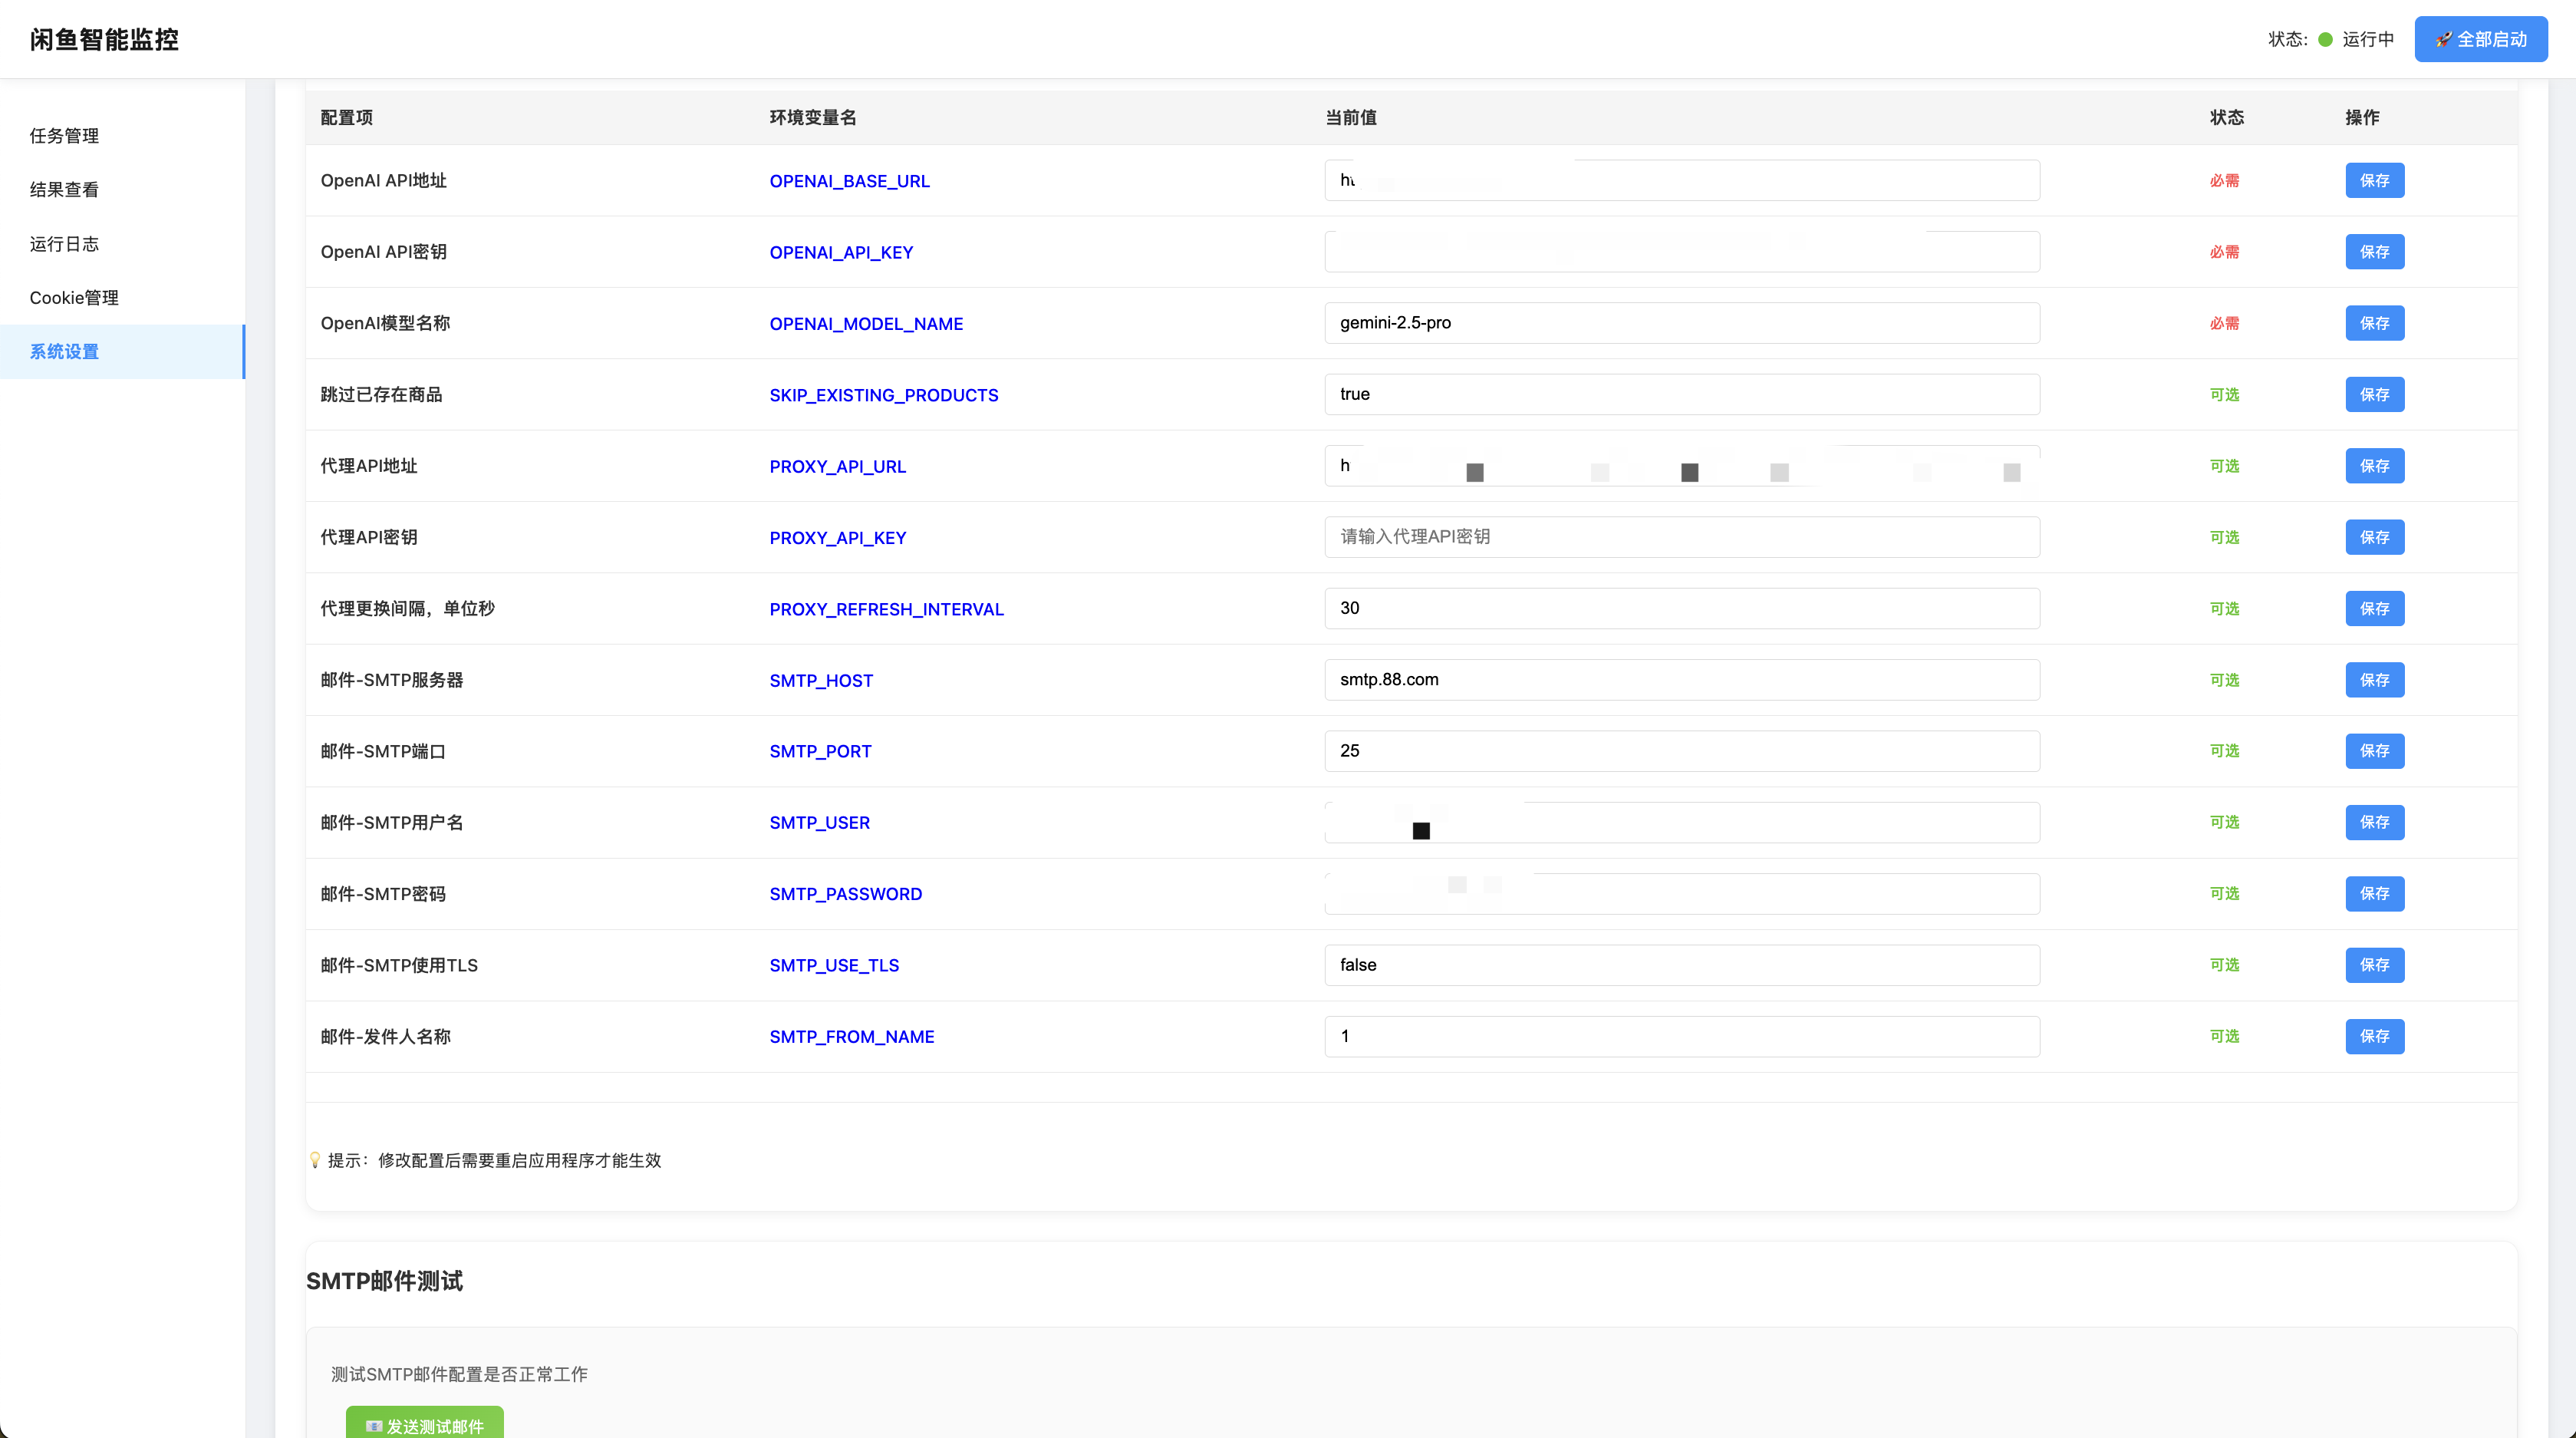 闲鱼智能监控
状态: 运行中 🚀 全部启动
任务管理
结果查看
运行日志
Cookie管理
系统设置
配置项 环境变量名 当前值 状态 操作
OpenAI API地址 OPENAI_BASE_URL 必需 保存
OpenAI API密钥 OPENAI_API_KEY 必需 保存
OpenAI模型名称 OPENAI_MODEL_NAME gemini-2.5-pro 必需 保存
跳过已存在商品 SKIP_EXISTING_PRODUCTS true 可选 保存
代理API地址 PROXY_API_URL h 可选 保存
代理API密钥 PROXY_API_KEY 请输入代理API密钥 可选 保存
代理更换间隔，单位秒 PROXY_REFRESH_INTERVAL 30 可选 保存
邮件-SMTP服务器 SMTP_HOST smtp.88.com 可选 保存
邮件-SMTP端口 SMTP_PORT 25 可选 保存
邮件-SMTP用户名 SMTP_USER 可选 保存
邮件-SMTP密码 SMTP_PASSWORD 可选 保存
邮件-SMTP使用TLS SMTP_USE_TLS false 可选 保存
邮件-发件人名称 SMTP_FROM_NAME 1 可选 保存
💡 提示：修改配置后需要重启应用程序才能生效
SMTP邮件测试
测试SMTP邮件配置是否正常工作
📧 发送测试邮件